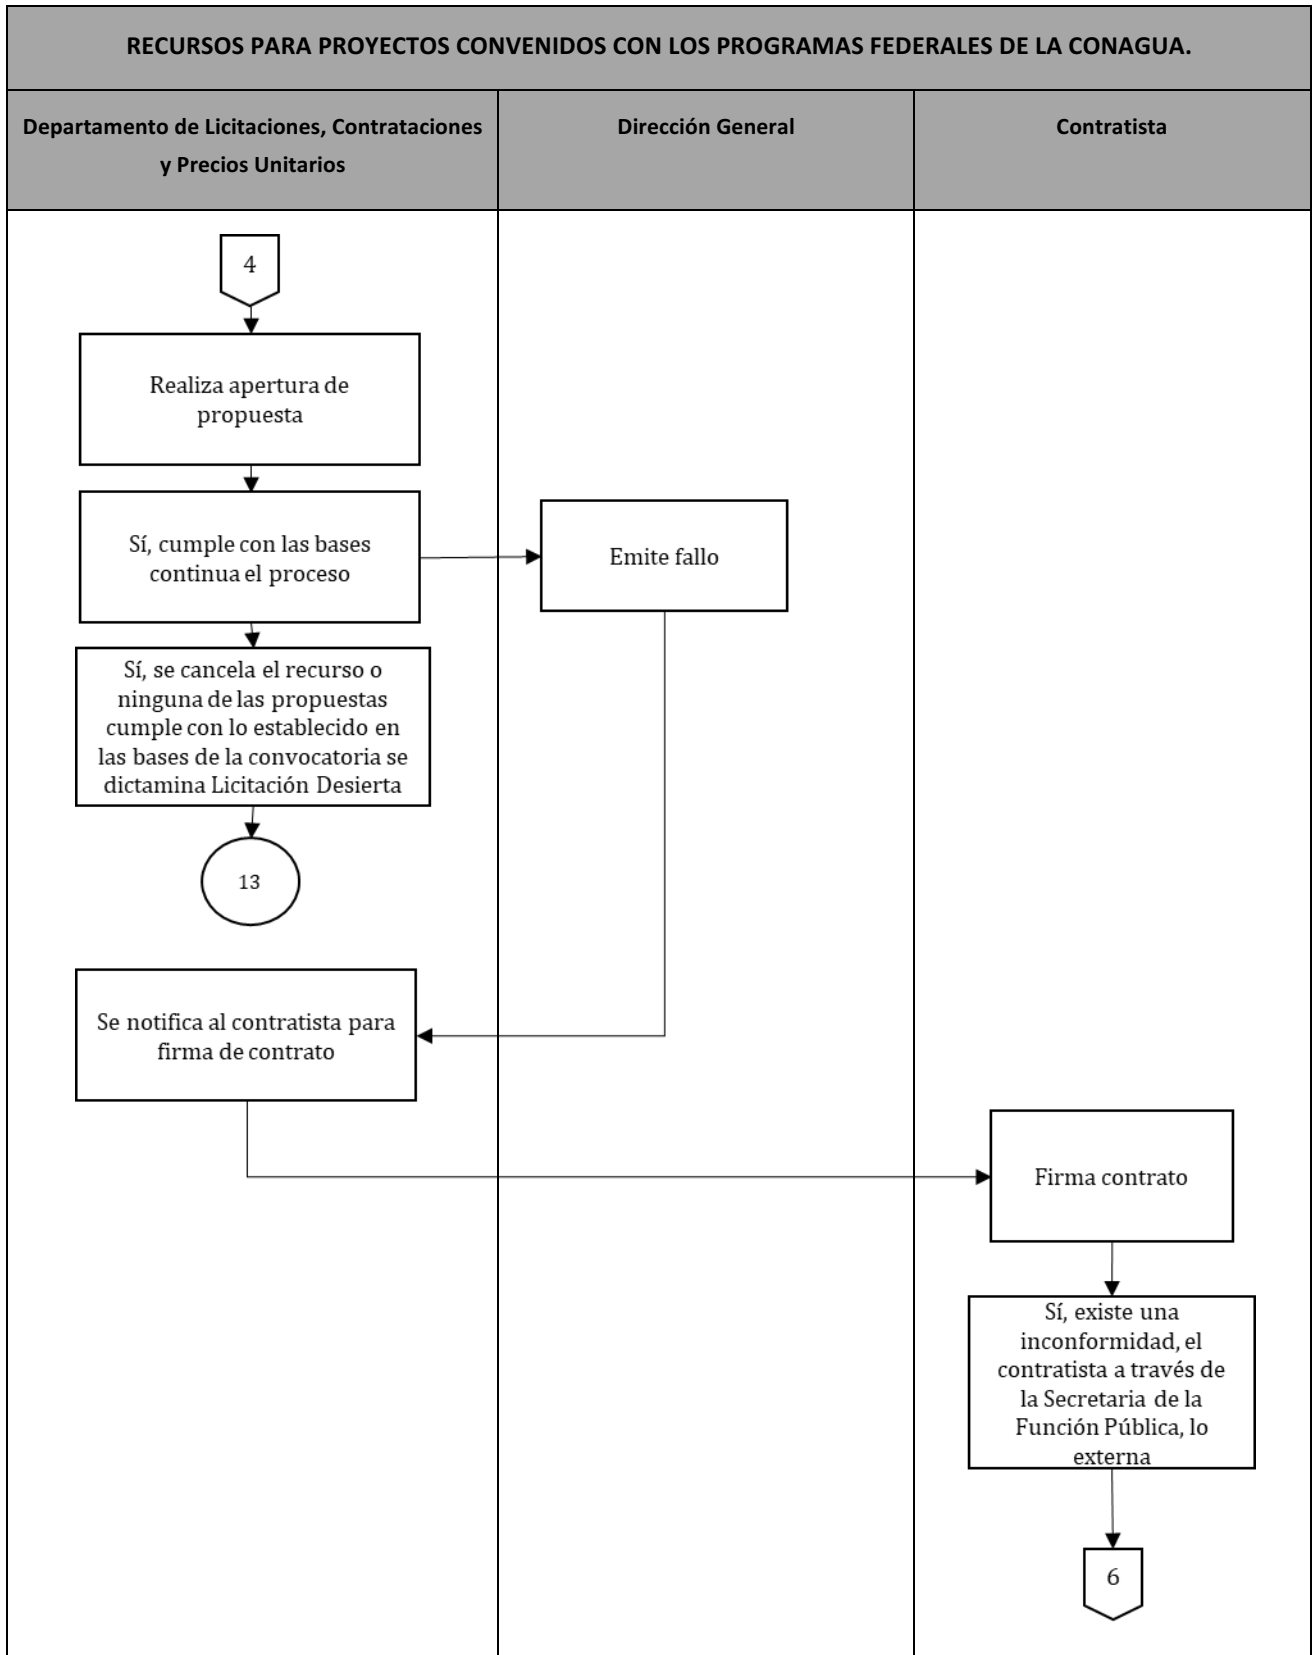 RECURSOS PARA PROYECTOS CONVENIDOS CON LOS PROGRAMAS FEDERALES DE LA CONAGUA.
Departamento de Licitaciones, Contrataciones
y Precios Unitarios
Dirección General
Contratista
4
Realiza apertura de
propuesta
Sí, cumple con las bases
continua el proceso
Emite fallo
Sí, se cancela el recurso o
ninguna de las propuestas
cumple con lo establecido en
las bases de la convocatoria se
dictamina Licitación Desierta
13
Se notifica al contratista para
firma de contrato
Firma contrato
Sí, existe una
inconformidad, el
contratista a través de
la Secretaria de la
Función Pública, lo
externa
6